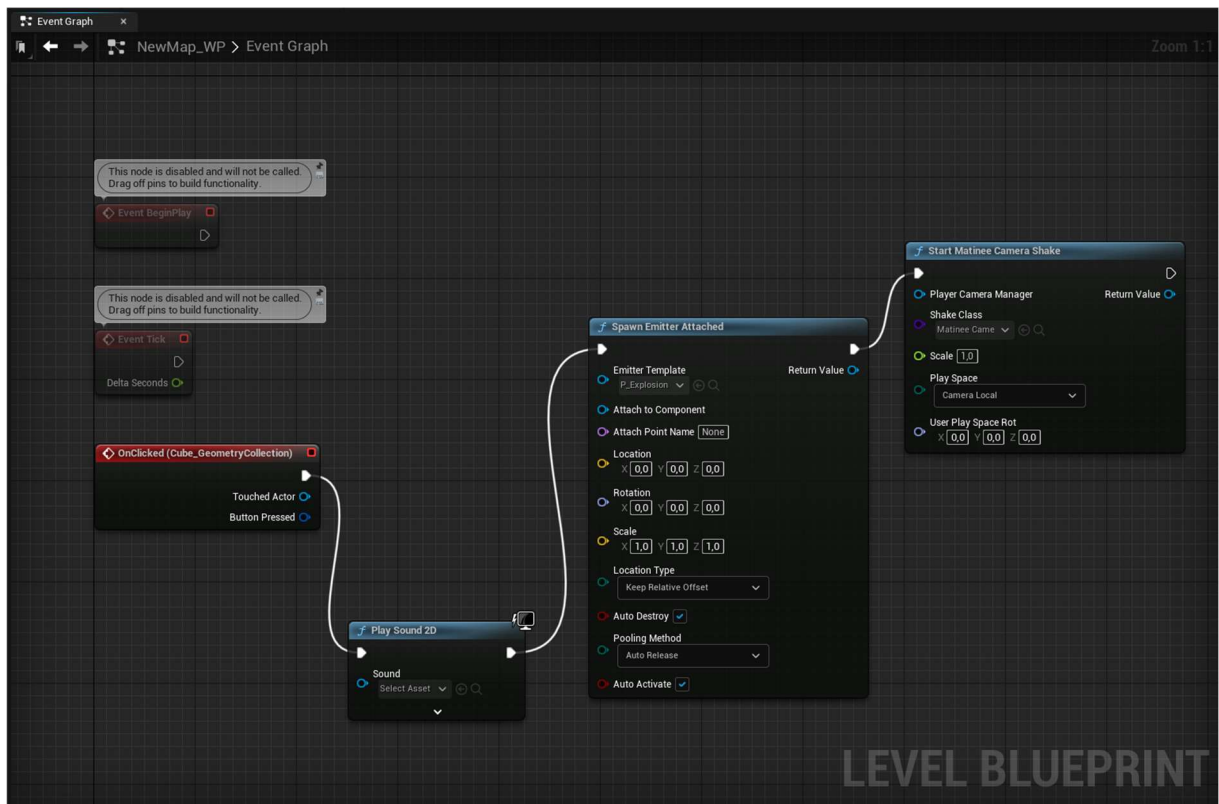 Event Graph
NewMap_WP > Event Graph
Zoom 1:1
This node is disabled and will not be called.
Drag off pins to build functionality.
Event BeginPlay
This node is disabled and will not be called.
Drag off pins to build functionality.
Event Tick
Delta Seconds
OnClicked (Cube_GeometryCollection)
Touched Actor
Button Pressed
Play Sound 2D
Sound
Select Asset
Spawn Emitter Attached
Emitter Template
Return Value
P_Explosion
Attach to Component
Attach Point Name None
Location
X 0,0 Y 0,0 Z 0,0
Rotation
X 0,0 Y 0,0 Z 0,0
Scale
X 1,0 Y 1,0 Z 1,0
Location Type
Keep Relative Offset
Auto Destroy
Pooling Method
Auto Release
Auto Activate
Start Matinee Camera Shake
Player Camera Manager
Return Value
Shake Class
Matinee Came
Scale 1,0
Play Space
Camera Local
User Play Space Rot
X 0,0 Y 0,0 Z 0,0
LEVEL BLUEPRINT